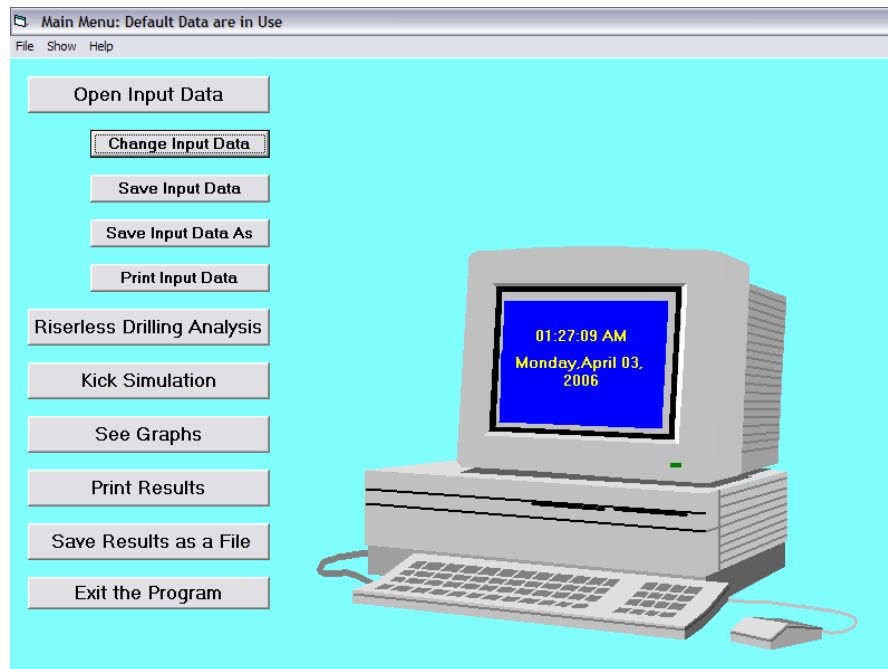 Main Menu: Default Data are in Use
File Show Help
Open Input Data
Change Input Data
Save Input Data
Save Input Data As
Print Input Data
Riserless Drilling Analysis
Kick Simulation
See Graphs
Print Results
Save Results as a File
Exit the Program
01:27:09 AM
Monday,April 03,
2006